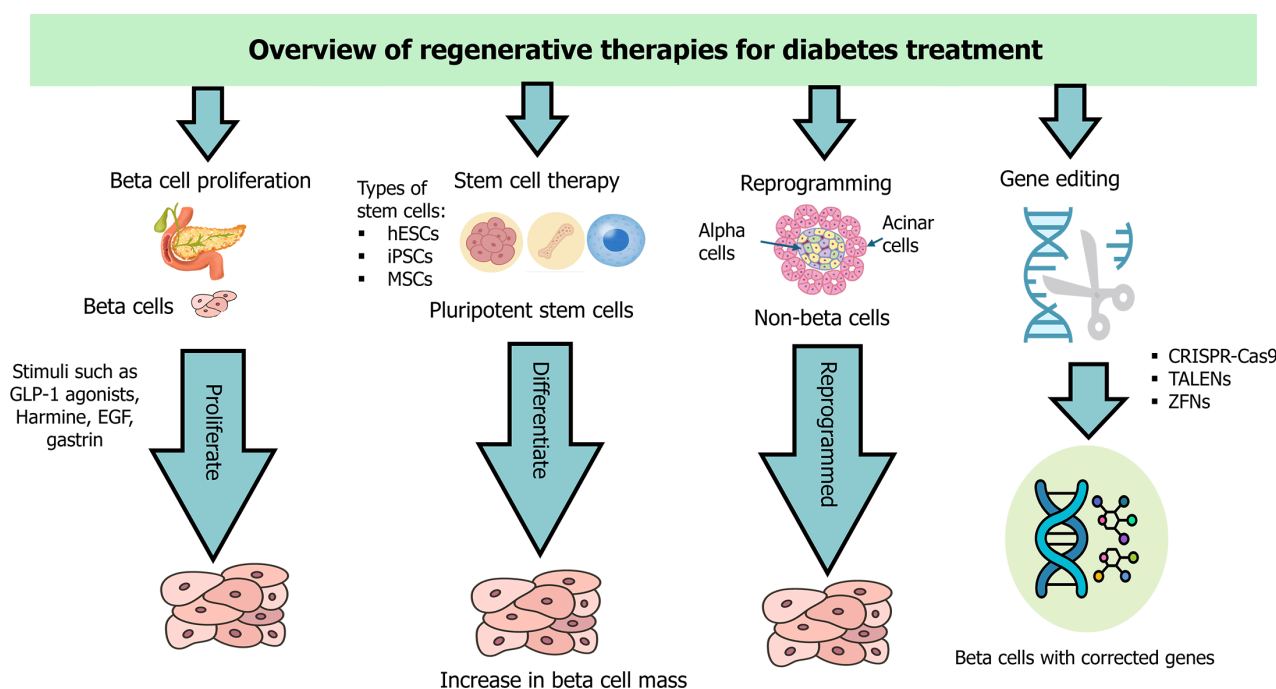 Overview of regenerative therapies for diabetes treatment
Beta cell proliferation
Beta cells
Stimuli such as
GLP-1 agonists,
Harmine, EGF,
gastrin
Proliferate
Stem cell therapy
Types of
stem cells:
▪ hESCs
▪ iPSCs
▪ MSCs
Pluripotent stem cells
Differentiate
Increase in beta cell mass
Reprogramming
Alpha
cells
Acinar
cells
Non-beta cells
Reprogrammed
Gene editing
▪ CRISPR-Cas9
▪ TALENs
▪ ZFNs
Beta cells with corrected genes